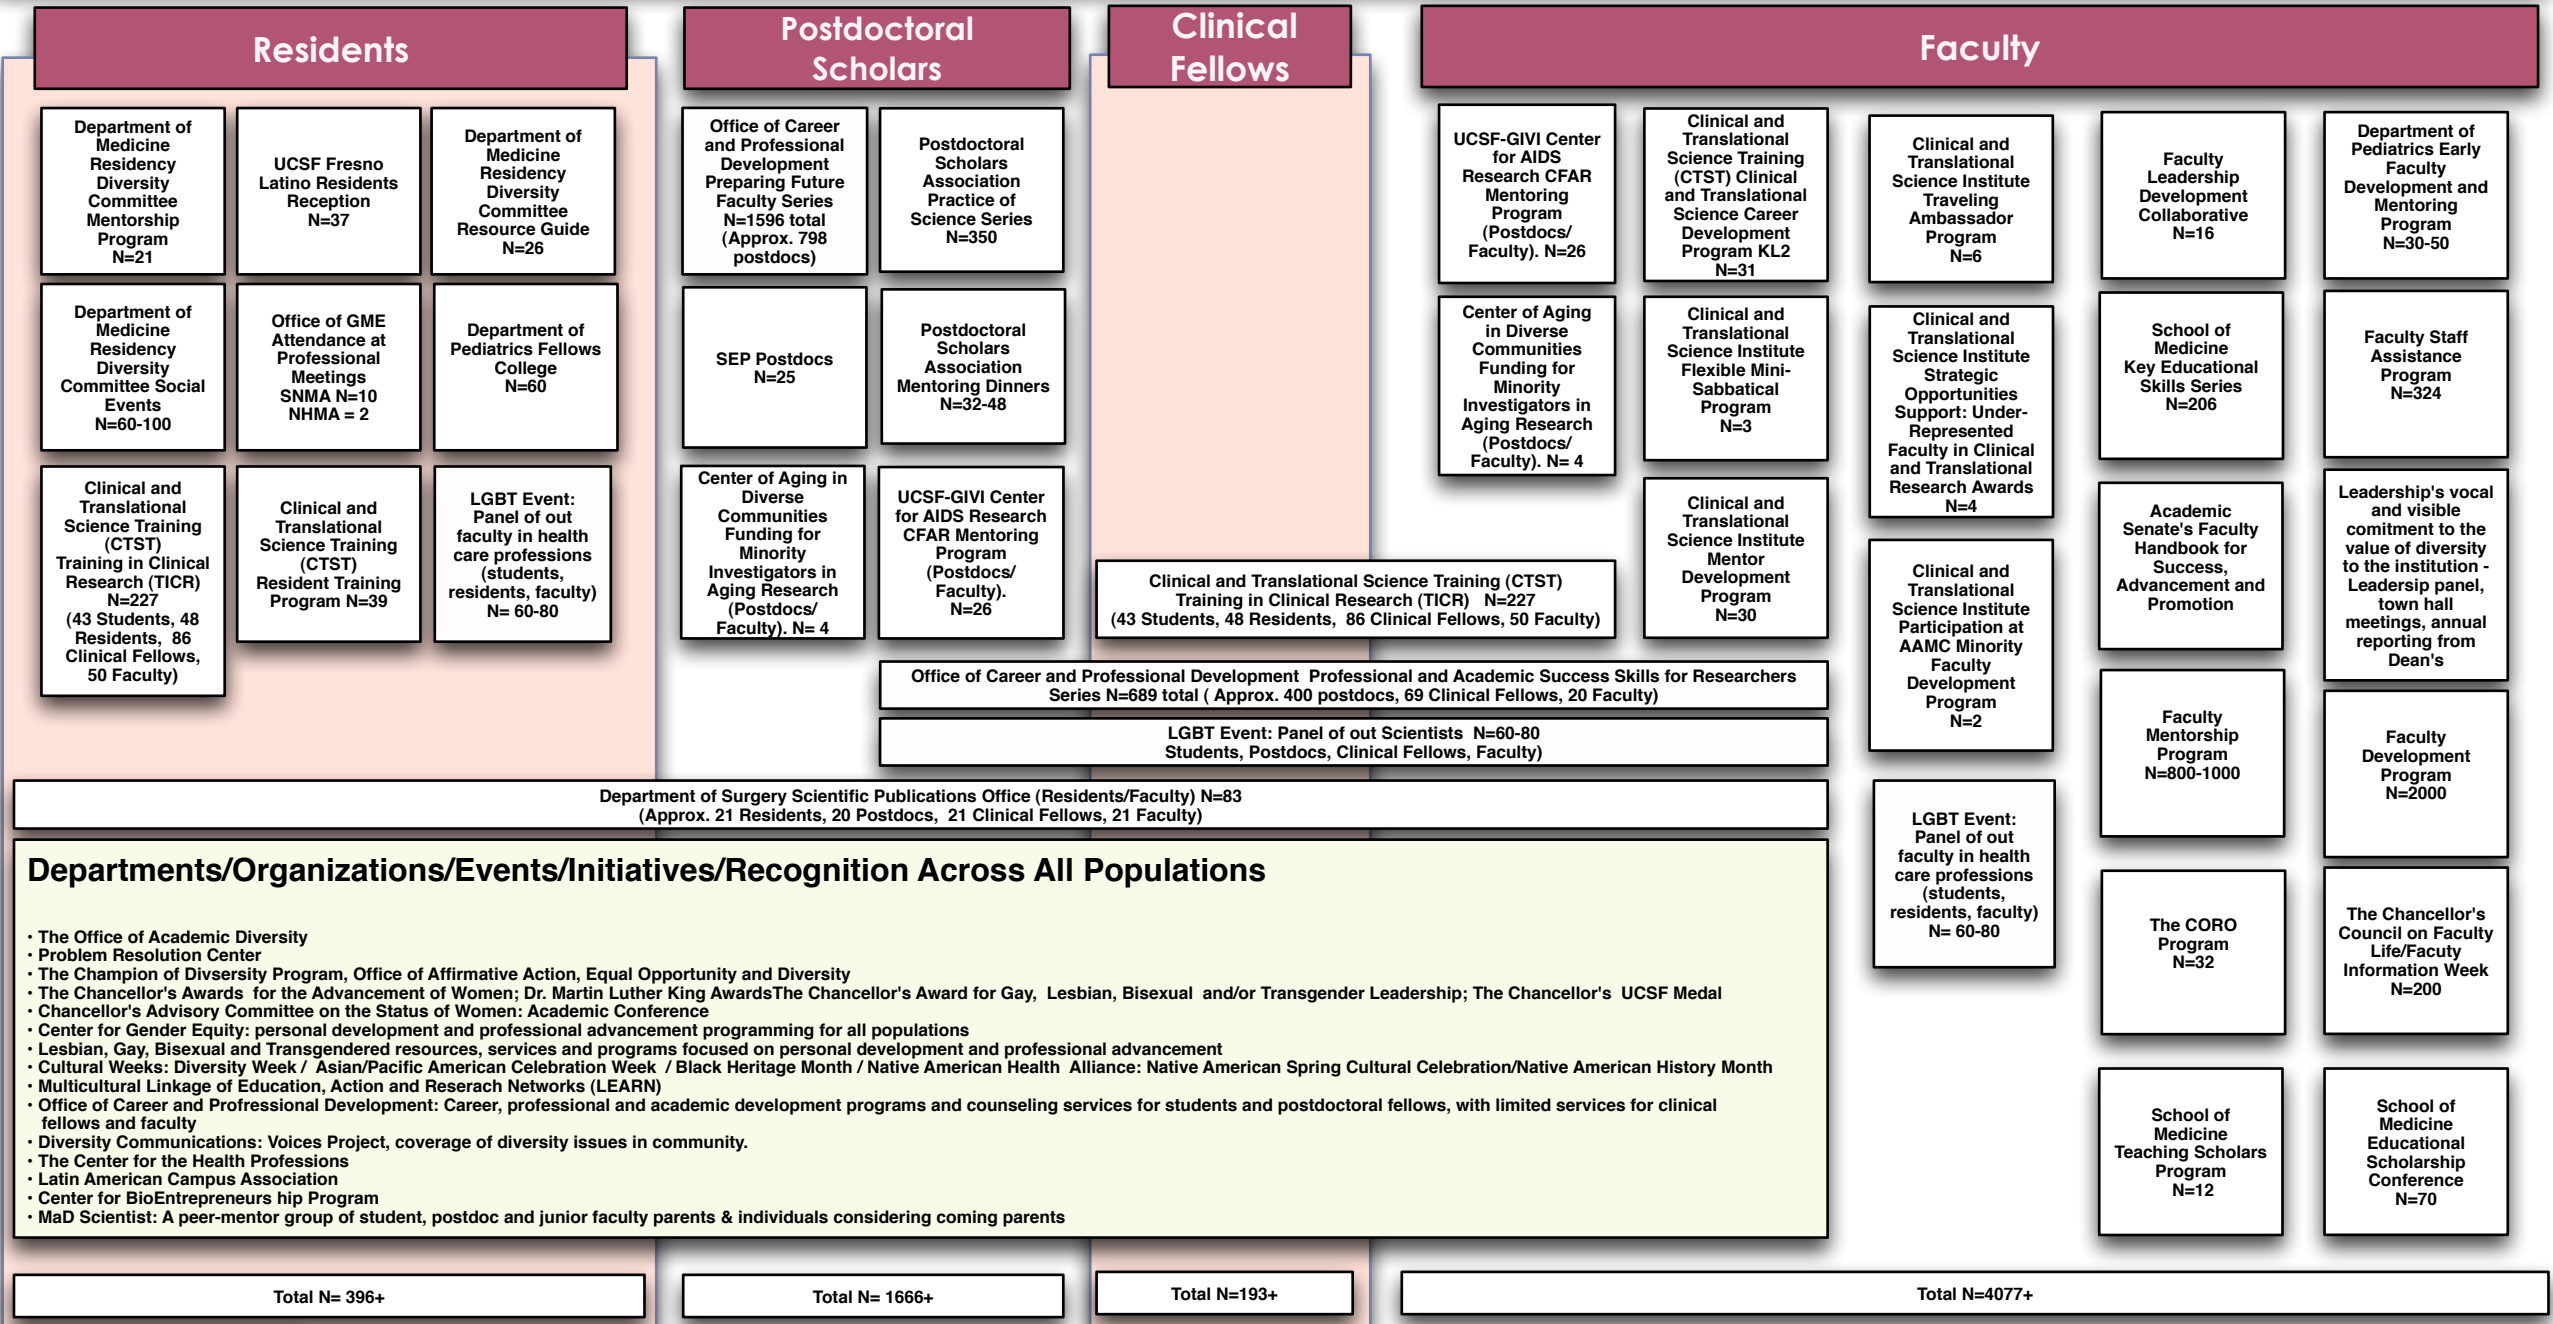 Residents
Department of
Medicine
Residency
Diversity
Committee
Mentorship
Program
N=21
UCSF Fresno
Latino Residents
Reception
N=37
Department of
Medicine
Residency
Diversity
Committee
Resource Guide
N=26
Department of
Medicine
Residency
Diversity
Committee Social
Events
N=60-100
Office of GME
Attendance at
Professional
Meetings
SNMA N=10
NHMA = 2
Department of
Pediatrics Fellows
College
N=60
Clinical and
Translational
Science Training
(CTST)
Training in Clinical
Research (TICR)
N=227
(43 Students, 48
Residents, 86
Clinical Fellows,
50 Faculty)
Clinical and
Translational
Science Training
(CTST)
Resident Training
Program N=39
LGBT Event:
Panel of out
faculty in health
care professions
(students,
residents, faculty)
N= 60-80
Postdoctoral
Scholars
Office of Career
and Professional
Development
Preparing Future
Faculty Series
N=1596 total
(Approx. 798
postdocs)
Postdoctoral
Scholars
Association
Practice of
Science Series
N=350
SEP Postdocs
N=25
Postdoctoral
Scholars
Association
Mentoring Dinners
N=32-48
Center of Aging in
Diverse
Communities
Funding for
Minority
Investigators in
Aging Research
(Postdocs/
Faculty). N= 4
UCSF-GIVI Center
for AIDS Research
CFAR Mentoring
Program
(Postdocs/
Faculty).
N=26
Clinical
Fellows
Faculty
UCSF-GIVI Center
for AIDS
Research CFAR
Mentoring
Program
(Postdocs/
Faculty). N=26
Clinical and
Translational
Science Training
(CTST) Clinical
and Translational
Science Career
Development
Program KL2
N=31
Clinical and
Translational
Science Institute
Traveling
Ambassador
Program
N=6
Faculty
Leadership
Development
Collaborative
N=16
Department of
Pediatrics Early
Faculty
Development and
Mentoring
Program
N=30-50
Center of Aging
in Diverse
Communities
Funding for
Minority
Investigators in
Aging Research
(Postdocs/
Faculty). N= 4
Clinical and
Translational
Science Institute
Flexible Mini-
Sabbatical
Program
N=3
Clinical and
Translational
Science Institute
Strategic
Opportunities
Support: Under-
Represented
Faculty in Clinical
and Translational
Research Awards
N=4
School of
Medicine
Key Educational
Skills Series
N=206
Faculty Staff
Assistance
Program
N=324
Clinical and
Translational
Science Institute
Mentor
Development
Program
N=30
Clinical and
Translational
Science Institute
Participation at
AAMC Minority
Faculty
Development
Program
N=2
Academic
Senate's Faculty
Handbook for
Success,
Advancement and
Promotion
Leadership's vocal
and visible
comitment to the
value of diversity
to the institution -
Leadersip panel,
town hall
meetings, annual
reporting from
Dean's
Faculty
Mentorship
Program
N=800-1000
Faculty
Development
Program
N=2000
LGBT Event:
Panel of out
faculty in health
care professions
(students,
residents, faculty)
N= 60-80
The CORO
Program
N=32
The Chancellor's
Council on Faculty
Life/Facuty
Information Week
N=200
School of
Medicine
Teaching Scholars
Program
N=12
School of
Medicine
Educational
Scholarship
Conference
N=70
Clinical and Translational Science Training (CTST)
Training in Clinical Research (TICR) N=227
(43 Students, 48 Residents, 86 Clinical Fellows, 50 Faculty)
Office of Career and Professional Development Professional and Academic Success Skills for Researchers
Series N=689 total ( Approx. 400 postdocs, 69 Clinical Fellows, 20 Faculty)
LGBT Event: Panel of out Scientists N=60-80
Students, Postdocs, Clinical Fellows, Faculty)
Department of Surgery Scientific Publications Office (Residents/Faculty) N=83
(Approx. 21 Residents, 20 Postdocs, 21 Clinical Fellows, 21 Faculty)
Departments/Organizations/Events/Initiatives/Recognition Across All Populations
· The Office of Academic Diversity
· Problem Resolution Center
· The Champion of Divsersity Program, Office of Affirmative Action, Equal Opportunity and Diversity
· The Chancellor's Awards for the Advancement of Women; Dr. Martin Luther King AwardsThe Chancellor's Award for Gay, Lesbian, Bisexual and/or Transgender Leadership; The Chancellor's UCSF Medal
· Chancellor's Advisory Committee on the Status of Women: Academic Conference
· Center for Gender Equity: personal development and professional advancement programming for all populations
· Lesbian, Gay, Bisexual and Transgendered resources, services and programs focused on personal development and professional advancement
· Cultural Weeks: Diversity Week / Asian/Pacific American Celebration Week / Black Heritage Month / Native American Health Alliance: Native American Spring Cultural Celebration/Native American History Month
· Multicultural Linkage of Education, Action and Reserach Networks (LEARN)
· Office of Career and Profressional Development: Career, professional and academic development programs and counseling services for students and postdoctoral fellows, with limited services for clinical
fellows and faculty
· Diversity Communications: Voices Project, coverage of diversity issues in community.
· The Center for the Health Professions
· Latin American Campus Association
· Center for BioEntrepreneurs hip Program
· MaD Scientist: A peer-mentor group of student, postdoc and junior faculty parents & individuals considering coming parents
Total N= 396+
Total N= 1666+
Total N=193+
Total N=4077+